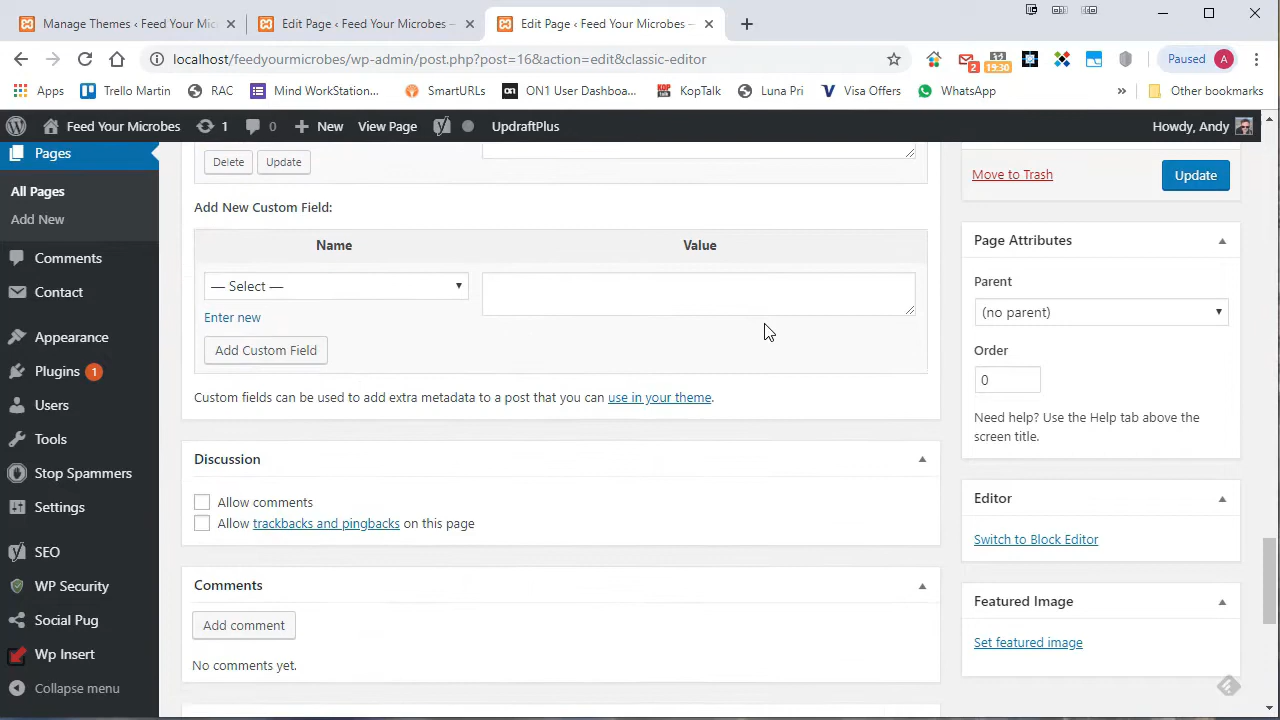 Manage Themes ‹ Feed Your Mic
Edit Page ‹ Feed Your Microbes —
Edit Page ‹ Feed Your Microbes —
localhost/feedyourmicrobes/wp-admin/post.php?post=16&action=edit&classic-editor
2
19:30
Paused
A
Apps
Trello Martin
RAC
Mind WorkStation...
SmartURLs
on
ON1 User Dashboa...
KOP
KopTalk
Luna Pri
Visa Offers
WhatsApp
»
Other bookmarks
Feed Your Microbes
1
0
New
View Page
UpdraftPlus
Howdy, Andy
Pages
All Pages
Add New
Comments
Contact
Appearance
Plugins 1
Users
Tools
Stop Spammers
Settings
SEO
WP Security
Social Pug
Wp Insert
Collapse menu
Delete
Update
Add New Custom Field:
Name
Value
— Select —
Enter new
Add Custom Field
Custom fields can be used to add extra metadata to a post that you can use in your theme.
Discussion
Allow comments
Allow trackbacks and pingbacks on this page
Comments
Add comment
No comments yet.
Move to Trash
Update
Page Attributes
Parent
(no parent)
Order
0
Need help? Use the Help tab above the
screen title.
Editor
Switch to Block Editor
Featured Image
Set featured image